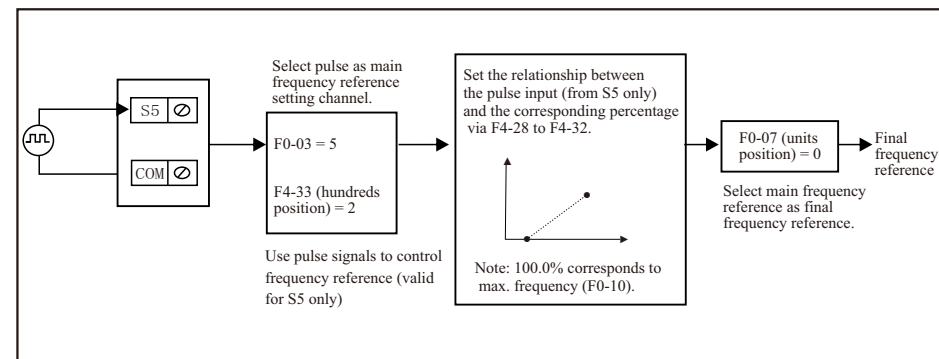 S5
COM
Select pulse as main
frequency reference
setting channel.
F0-03 = 5
F4-33 (hundreds
position) = 2
Use pulse signals to control
frequency reference (valid
for S5 only)
Set the relationship between
the pulse input (from S5 only)
and the corresponding percentage
via F4-28 to F4-32.
Note: 100.0% corresponds to
max. frequency (F0-10).
F0-07 (units
position) = 0
Select main frequency
reference as final
frequency reference.
Final
frequency
reference